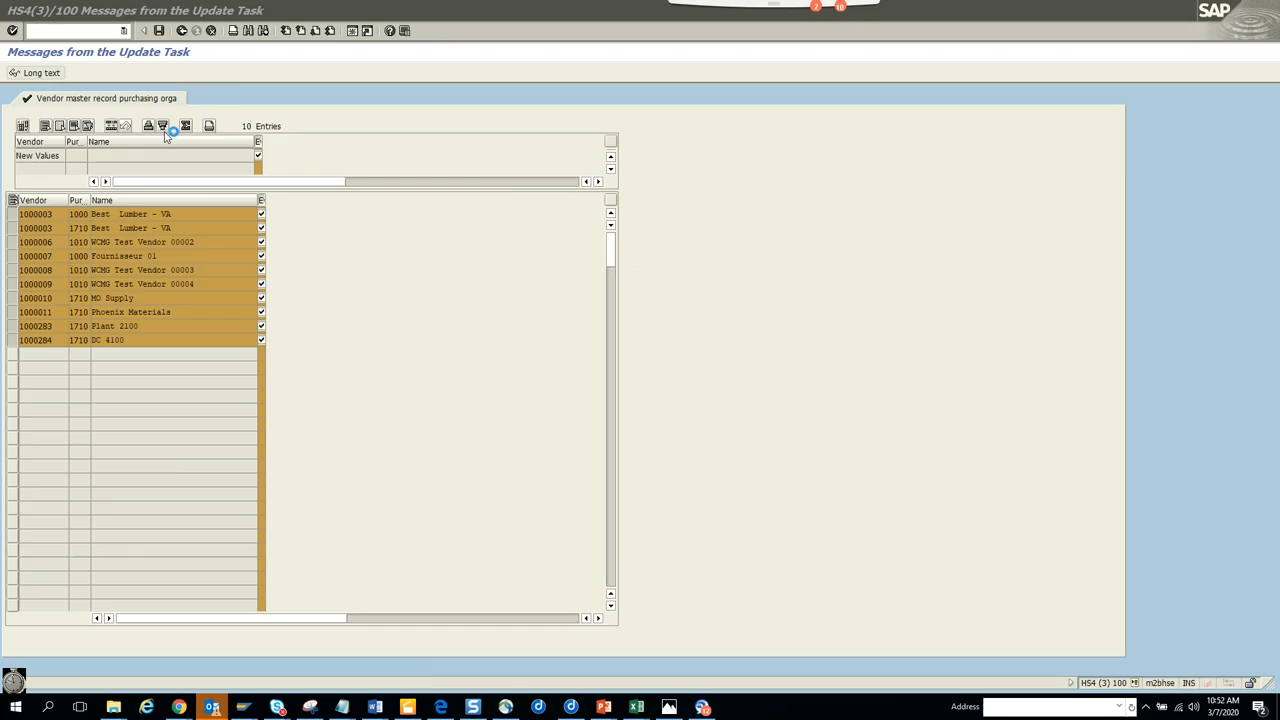 HS4(3)/100 Messages from the Update Task
2 10
SAP
Messages from the Update Task
Long text
Vendor master record purchasing orga
10 Entries
Vendor Pur.. Name
New Values
Vendor Pur... Name
1000003 1000 Best Lumber - VA
1000003 1710 Best Lumber - VA
1000006 1010 WCMG Test Vendor 00002
1000007 1000 Fournisseur 01
1000008 1010 WCMG Test Vendor 00003
1000009 1010 WCMG Test Vendor 00004
1000010 1710 MO Supply
1000011 1710 Phoenix Materials
1000283 1710 Plant 2100
1000284 1710 DC 4100
HS4 (3) 100 m2bhse INS
Address
10:52 AM
3/7/2020